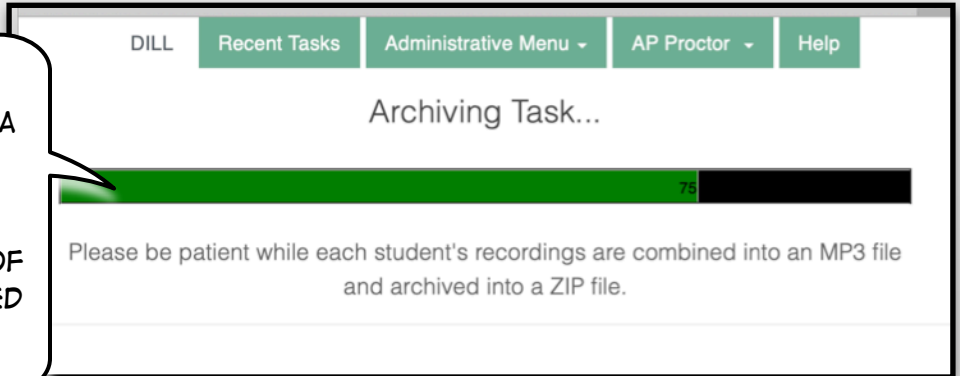 DILL Recent Tasks Administrative Menu AP Proctor Help
Archiving Task...
A
75
OF
Please be patient while each student's recordings are combined into an MP3 file
and archived into a ZIP file.